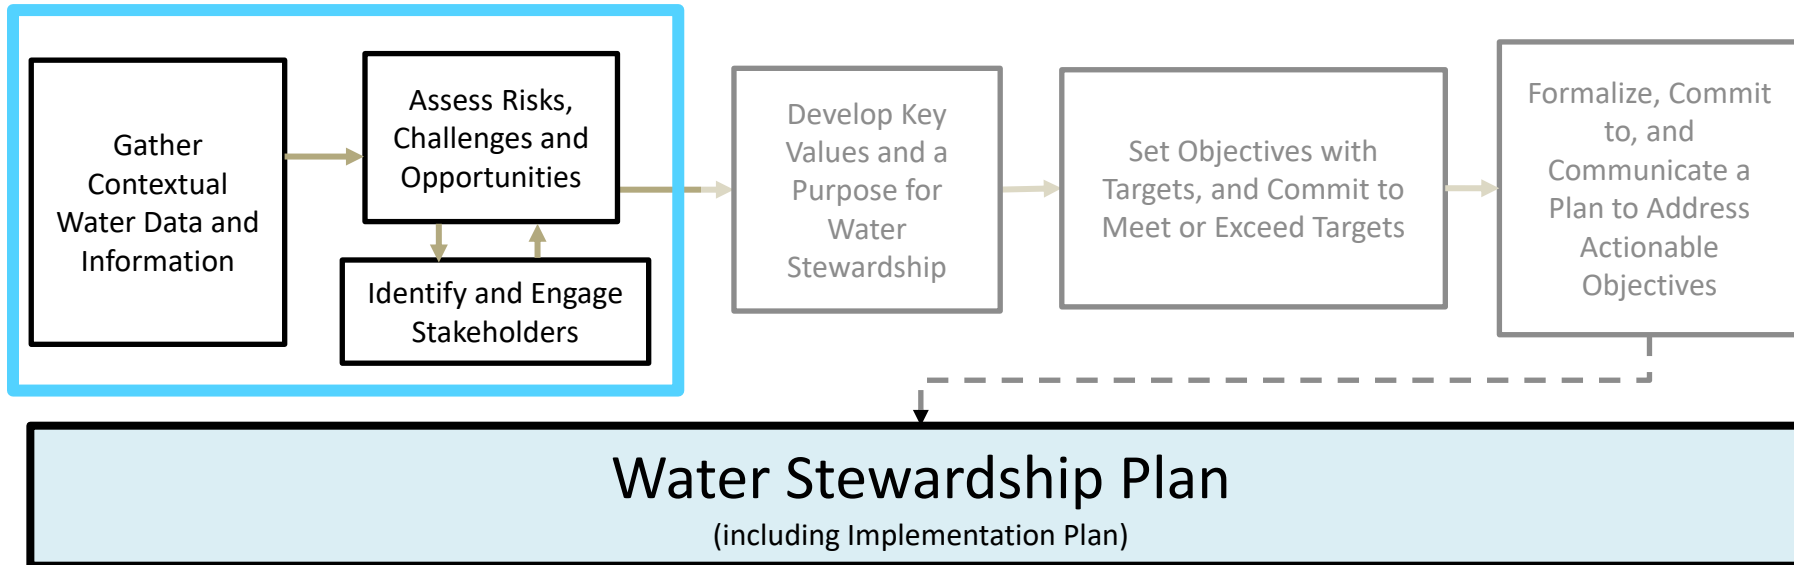 Gather
Contextual
Water Data and
Information
Assess Risks,
Challenges and
Opportunities
Identify and Engage
Stakeholders
Develop Key
Values and a
Purpose for
Water
Stewardship
Set Objectives with
Targets, and Commit to
Meet or Exceed Targets
Formalize, Commit
to, and
Communicate a
Plan to Address
Actionable
Objectives
Water Stewardship Plan
(including Implementation Plan)